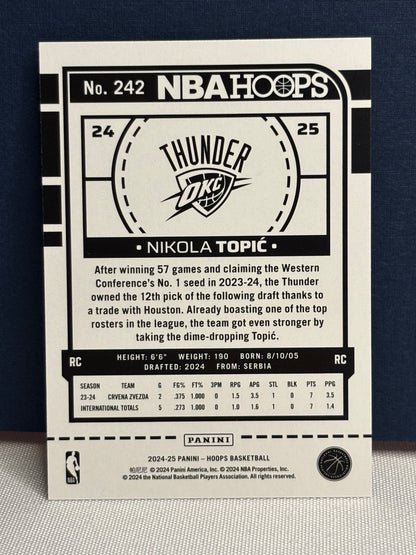 No. 242 NBA HOOPS
24 25
THUNDER
OKC
• NIKOLA TOPIĆ •
After winning 57 games and claiming the Western
Conference's No. 1 seed in 2023-24, the Thunder
owned the 12th pick of the following draft thanks to
a trade with Houston. Already boasting one of the top
rosters in the league, the team got even stronger by
taking the dime-dropping Topić.
RC HEIGHT: 6'6" WEIGHT: 190 BORN: 8/10/05 RC
DRAFTED: 2024 FROM: SERBIA
SEASON TEAM G FG% FT% 3PM RPG APG STL BLK PTS PPG
23-24 CRVENA ZVEZDA 2 .375 1.000 0 1.5 3.5 1 0 7 3.5
INTERNATIONAL TOTALS 5 .273 1.000 0 1.0 1.6 1 0 7 1.4
PANINI
2024-25 PANINI – HOOPS BASKETBALL
帕尼尼 © 2024 Panini America, Inc. © 2024 NBA Properties, Inc.
© 2024 the National Basketball Players Association. All rights reserved.
NBA